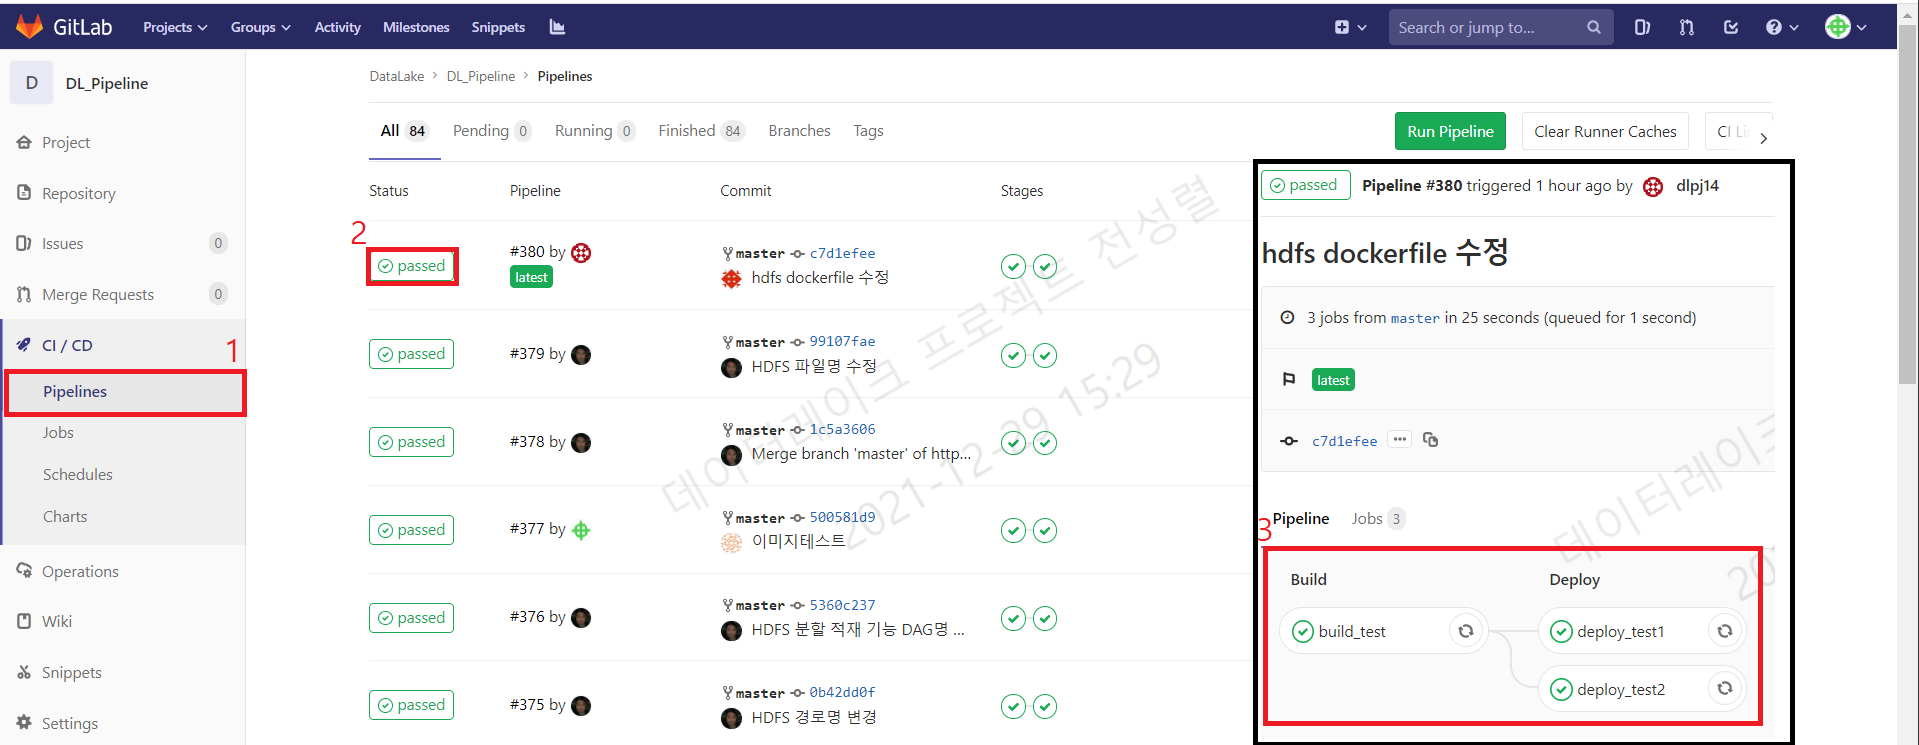 GitLab Projects Groups Activity Milestones Snippets Search or jump to...
D DL_Pipeline
Project
Repository
Issues 0
Merge Requests 0
CI / CD 1
Pipelines
Jobs
Schedules
Charts
Operations
Wiki
Snippets
Settings
DataLake > DL_Pipeline > Pipelines
All 84 Pending 0 Running 0 Finished 84 Branches Tags
Run Pipeline Clear Runner Caches CI Li
Status Pipeline Commit Stages
2
passed #380 by latest master c7d1efee
hdfs dockerfile 수정
passed #379 by master 99107fae
HDFS 파일명 수정
passed #378 by master 1c5a3606
Merge branch 'master' of http...
passed #377 by master 500581d9
이미지테스트
passed #376 by master 5360c237
HDFS 분할 적재 기능 DAG명 ...
passed #375 by master 0b42dd0f
HDFS 경로명 변경
데이터레이크 프로젝트 전성렬
2021-12-29 15:29
passed Pipeline #380 triggered 1 hour ago by dlpj14
hdfs dockerfile 수정
3 jobs from master in 25 seconds (queued for 1 second)
latest
c7d1efee ...
Pipeline Jobs 3
3
Build Deploy
build_test deploy_test1
deploy_test2
데이터레이크
20